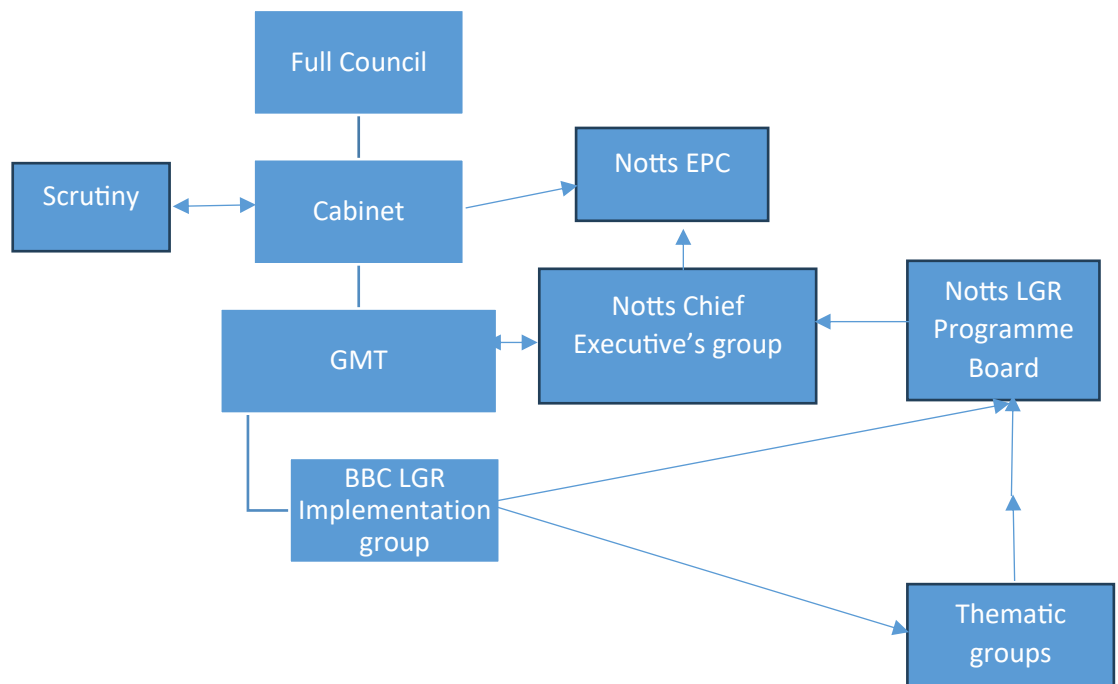 Full Council
Notts EPC
Scrutiny
Cabinet
Notts Chief
Executive’s group
Notts LGR
Programme
Board
GMT
BBC LGR
Implementation
group
Thematic
groups